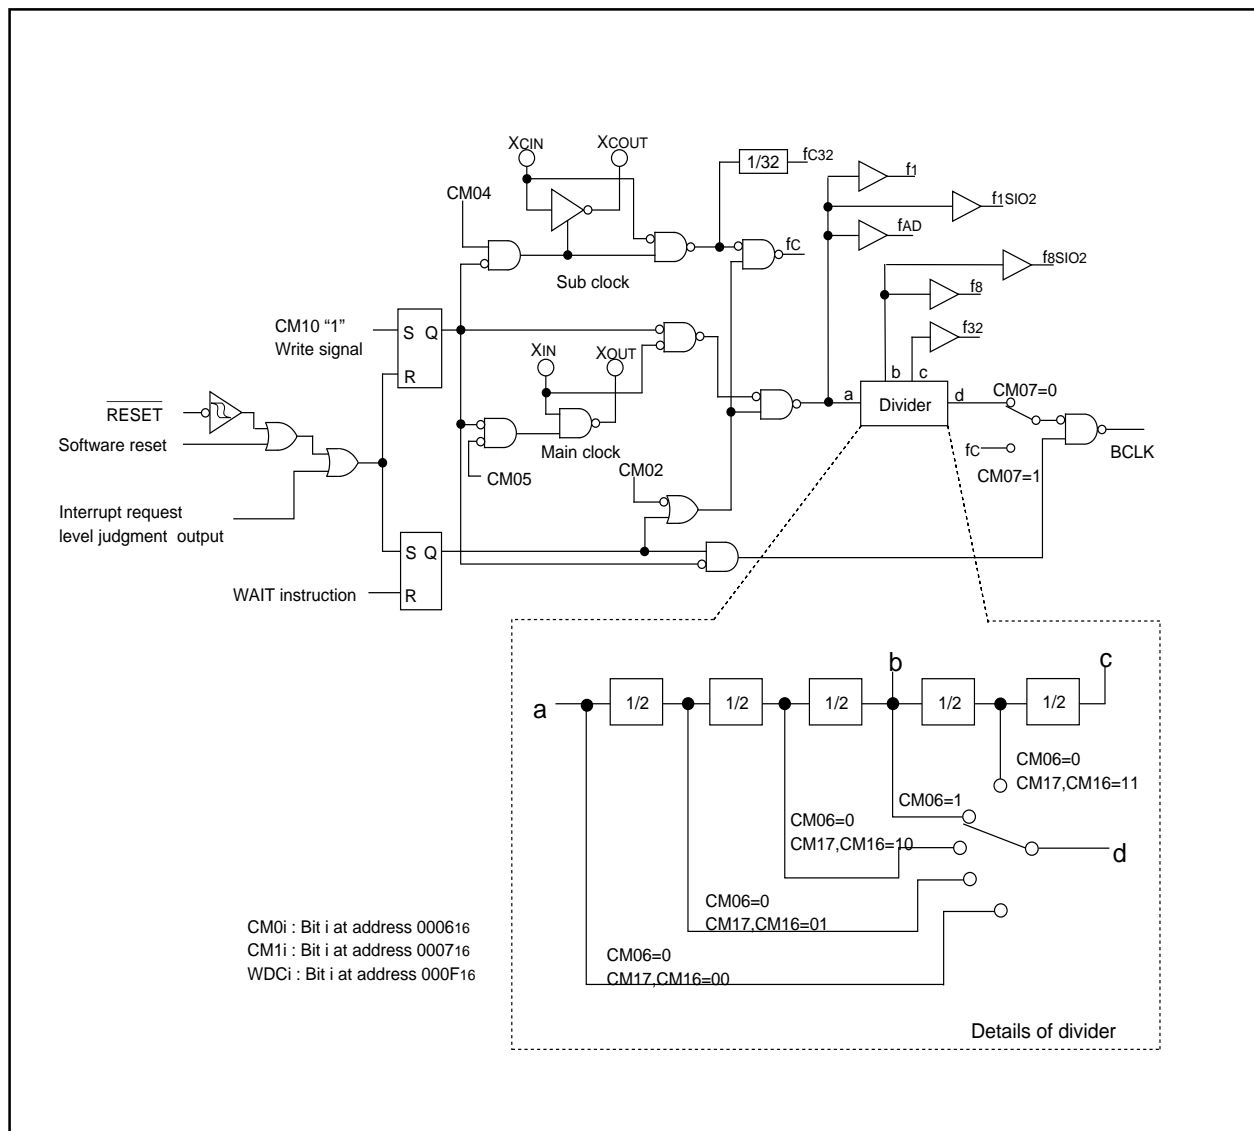 XCIN
XCOUT
1/32
fC32
f1
CM04
f1SIO2
fAD
fC
f8SIO2
Sub clock
f8
CM10 “1”
Write signal
S Q
R
XIN
XOUT
f32
b c
RESET
a
Divider
d
CM07=0
Software reset
Main clock
fC
CM07=1
BCLK
CM05
CM02
Interrupt request
level judgment output
S Q
R
WAIT instruction
a
1/2
1/2
1/2
b
1/2
1/2
c
CM06=0
CM17,CM16=11
CM06=1
CM06=0
CM17,CM16=10
d
CM06=0
CM17,CM16=01
CM06=0
CM17,CM16=00
CM0i : Bit i at address 000616
CM1i : Bit i at address 000716
WDCi : Bit i at address 000F16
Details of divider